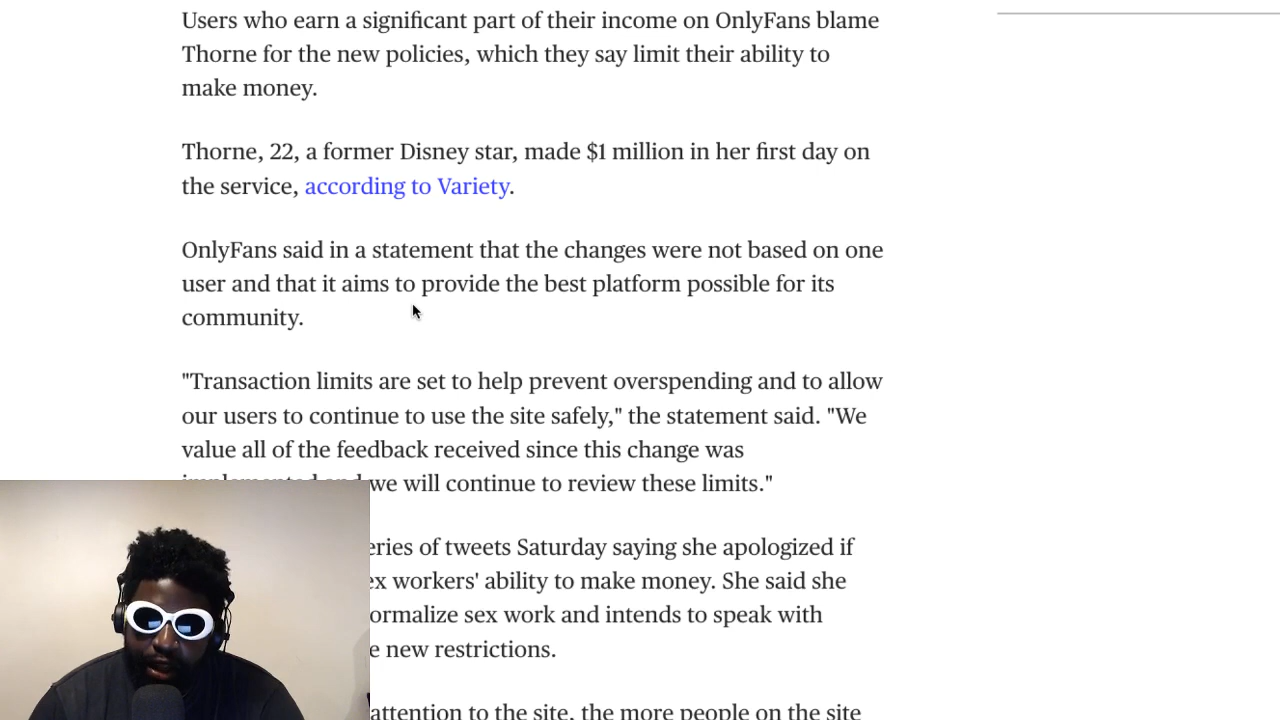 Users who earn a significant part of their income on OnlyFans blame
Thorne for the new policies, which they say limit their ability to
make money.
Thorne, 22, a former Disney star, made $1 million in her first day on
the service, according to Variety.
OnlyFans said in a statement that the changes were not based on one
user and that it aims to provide the best platform possible for its
community.
"Transaction limits are set to help prevent overspending and to allow
our users to continue to use the site safely," the statement said. "We
value all of the feedback received since this change was
we will continue to review these limits."
of tweets Saturday saying she apologized if
workers' ability to make money. She said she
sex work and intends to speak with
new restrictions.
attention to the site, the more people on the site